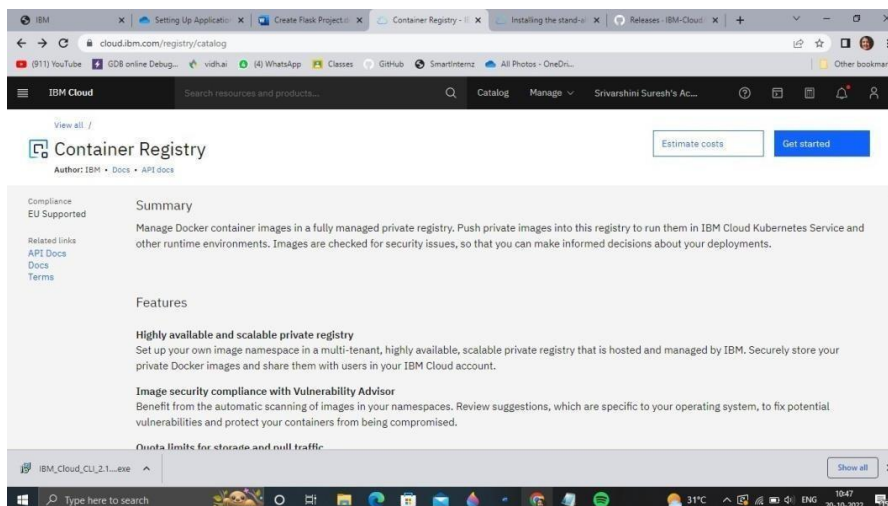 IBM
Setting Up Applicatio
Create Flask Project.d
Container Registry - I
Installing the stand-al
Releases · IBM-Cloud/
cloud.ibm.com/registry/catalog
(911) YouTube
GDB online Debug...
vidh.ai
(4) WhatsApp
Classes
GitHub
Smartinternz
All Photos - OneDri...
Other bookmar
IBM Cloud
Search resources and products...
Catalog
Manage
Srivarshini Suresh's Ac...
View all /
Container Registry
Author: IBM • Docs • API docs
Estimate costs
Get started
Compliance
EU Supported
Related links
API Docs
Docs
Terms
Summary
Manage Docker container images in a fully managed private registry. Push private images into this registry to run them in IBM Cloud Kubernetes Service and
other runtime environments. Images are checked for security issues, so that you can make informed decisions about your deployments.
Features
Highly available and scalable private registry
Set up your own image namespace in a multi-tenant, highly available, scalable private registry that is hosted and managed by IBM. Securely store your
private Docker images and share them with users in your IBM Cloud account.
Image security compliance with Vulnerability Advisor
Benefit from the automatic scanning of images in your namespaces. Review suggestions, which are specific to your operating system, to fix potential
vulnerabilities and protect your containers from being compromised.
Quota limits for storage and pull traffic
IBM_Cloud_CLI_2.1....exe
Show all
Type here to search
31°C
ENG
10:47
30-10-2022